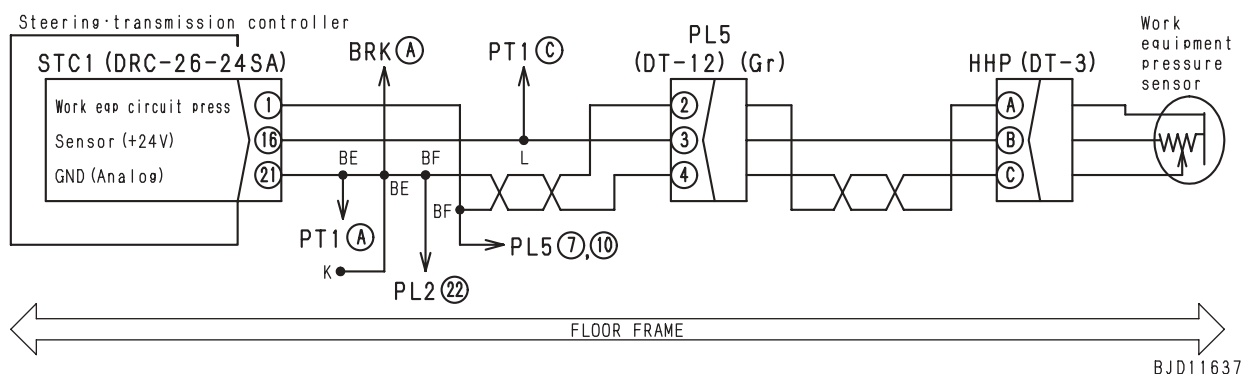 Steering·transmission controller
STC1 (DRC-26-24SA)
Work eqp circuit press 1
Sensor (+24V) 16
GND (Analog) 21
BRK A
PT1 C
PL5
(DT-12) (Gr)
2
3
4
HHP (DT-3)
A
B
C
Work
equipment
pressure
sensor
BE
BF
L
BE
BF
PT1 A
PL5 7, 10
K
PL2 22
FLOOR FRAME
BJD11637